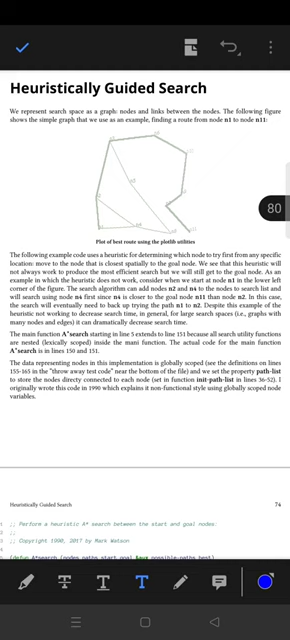 Heuristically Guided Search
We represent search space as a graph: nodes and links between the nodes. The following figure
shows the simple graph that we use as an example, finding a route from node n1 to node n11:
80
Plot of best route using the plotlib utilities
The following example code uses a heuristic for determining which node to try first from any specific
location: move to the node that is closest spatially to the goal node. We see that this heuristic will
not always work to produce the most efficient search but we will still get to the goal node. As an
example in which the heuristic does not work, consider when we start at node n1 in the lower left
corner of the figure. The search algorithm can add nodes n2 and n4 to the nodes to search list and
will search using node n4 first since n4 is closer to the goal node n11 than node n2. In this case,
the search will eventually need to back up trying the path n1 to n2. Despite this example of the
heuristic not working to decrease search time, in general, for large search spaces (i.e., graphs with
many nodes and edges) it can dramatically decrease search time.
The main function A*search starting in line 5 extends to line 151 because all search utility functions
are nested (lexically scoped) inside the mani function. The actual code for the main function
A*search is in lines 150 and 151.
The data representing nodes in this implementation is globally scoped (see the definitions on lines
155-165 in the "throw away test code" near the bottom of the file) and we set the property path-list
to store the nodes directly connected to each node (set in function init-path-list in lines 36-52). I
originally wrote this code in 1990 which explains it non-functional style using globally scoped node
variables.
Heuristically Guided Search 74
1 ;; Perform a heuristic A* search between the start and goal nodes:
2 ;;
3 ;; Copyright 1990, 2017 by Mark Watson
4
5 (defun A*search (nodes paths start goal &aux possible-paths best)
T T T